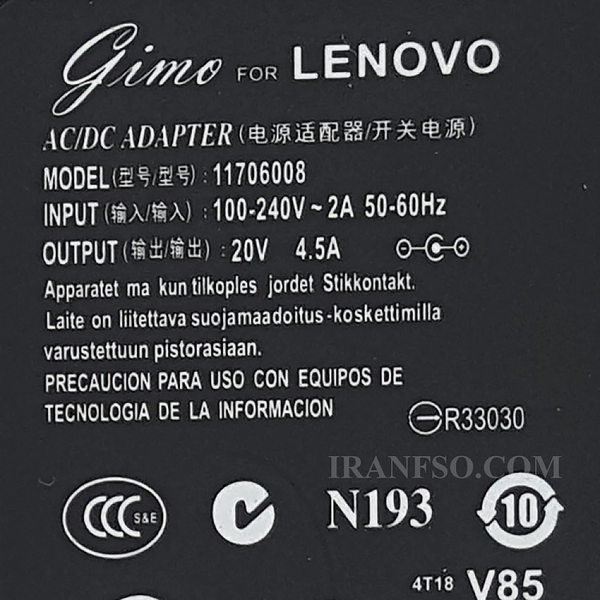 Gimo FOR LENOVO
AC/DC ADAPTER (电源适配器/开关电源)
MODEL (型号/型号) : 11706008
INPUT (输入/输入) : 100-240V ~ 2A 50-60Hz
OUTPUT (输出/输出) : 20V 4.5A
Apparatet ma kun tilkoples jordet Stikkontakt.
Laite on liitettava suojamaadoitus-koskettimilla
varustettuun pistorasiaan.
PRECAUCION PARA USO CON EQUIPOS DE
TECNOLOGIA DE LA INFORMACION
R33030
IRANFSO.COM
CCC S&E N193 10
4T18 V85